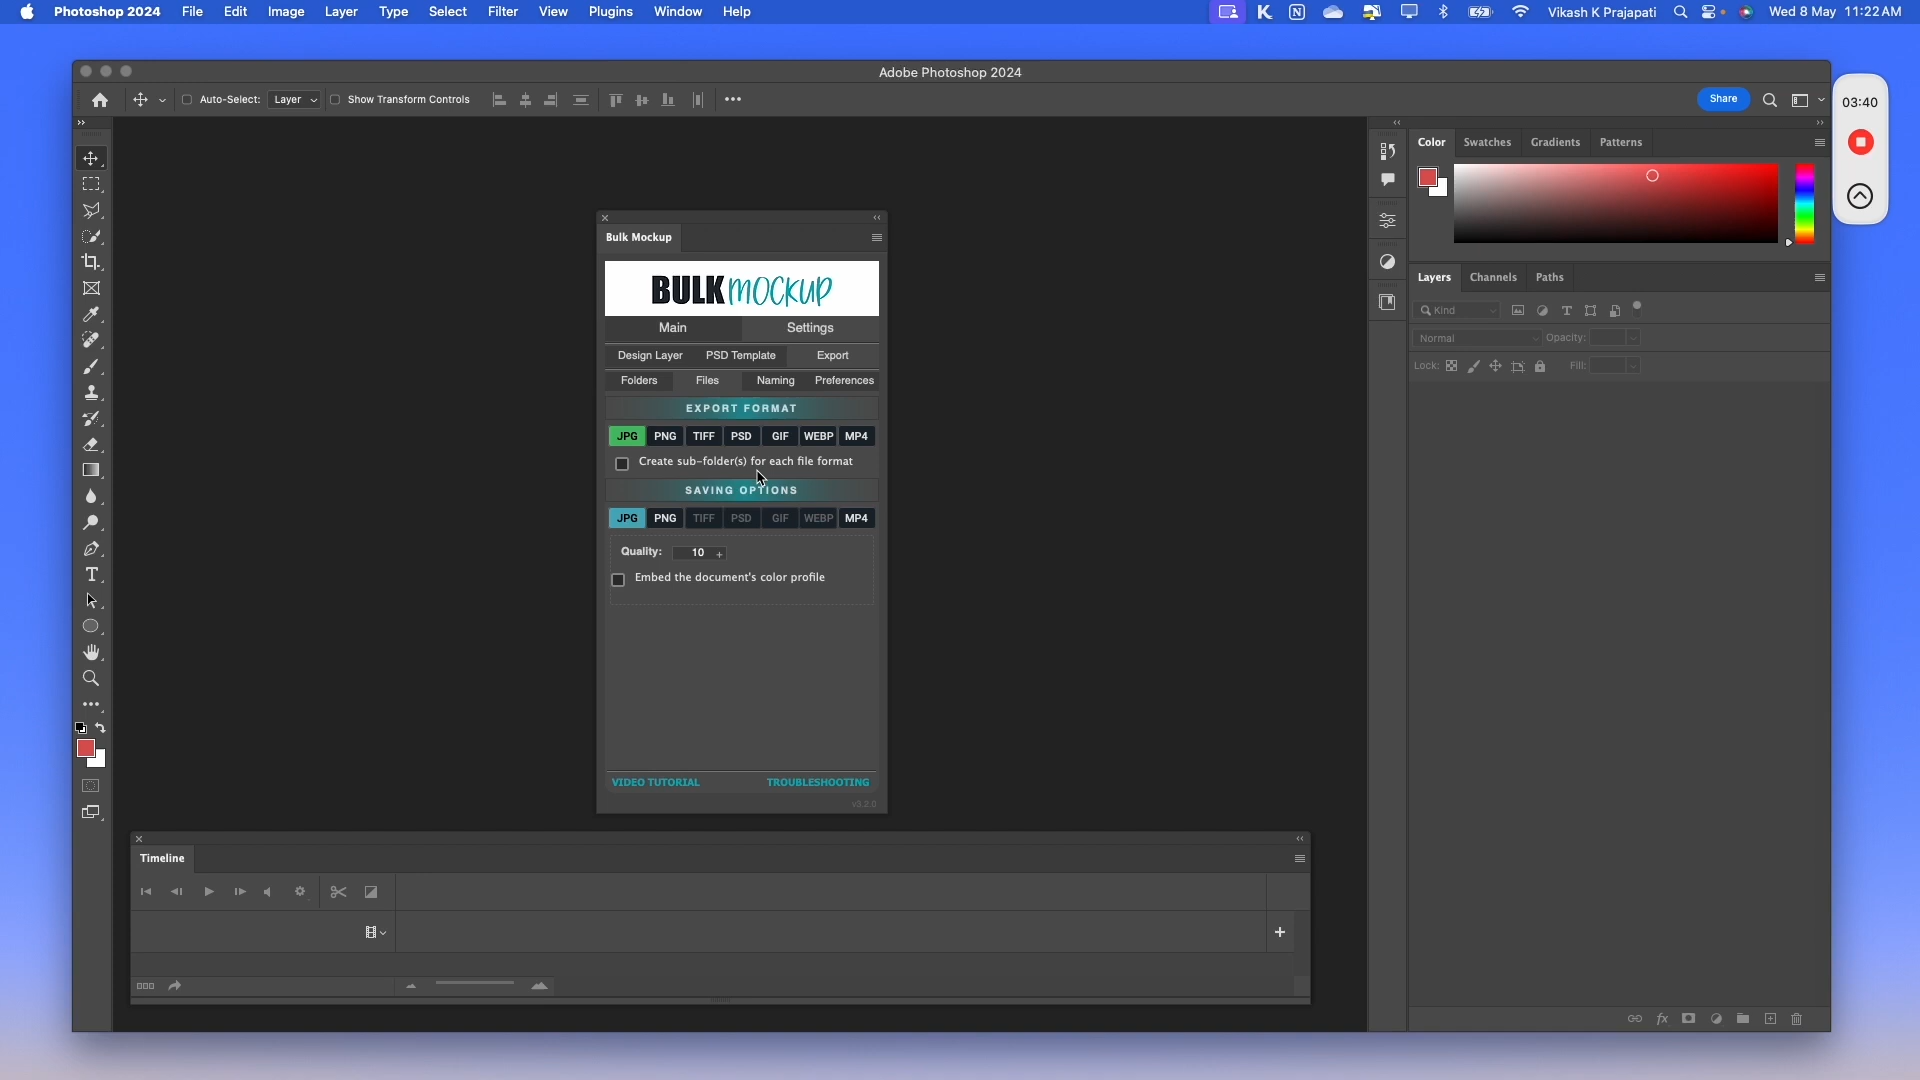 Photoshop 2024 File Edit Image Layer Type Select Filter View Plugins Window Help Vikash K Prajapati Wed 8 May 11:22 AM
Adobe Photoshop 2024
Auto-Select: Layer Show Transform Controls Share
03:40
Color Swatches Gradients Patterns
Bulk Mockup
BULK mockup
Main Settings
Design Layer PSD Template Export
Folders Files Naming Preferences
EXPORT FORMAT
JPG PNG TIFF PSD GIF WEBP MP4
Create sub-folder(s) for each file format
SAVING OPTIONS
JPG PNG TIFF PSD GIF WEBP MP4
Quality: 10 +
Embed the document's color profile
VIDEO TUTORIAL TROUBLESHOOTING
v3.2.0
Layers Channels Paths
Kind
Normal Opacity:
Lock: Fill:
Timeline